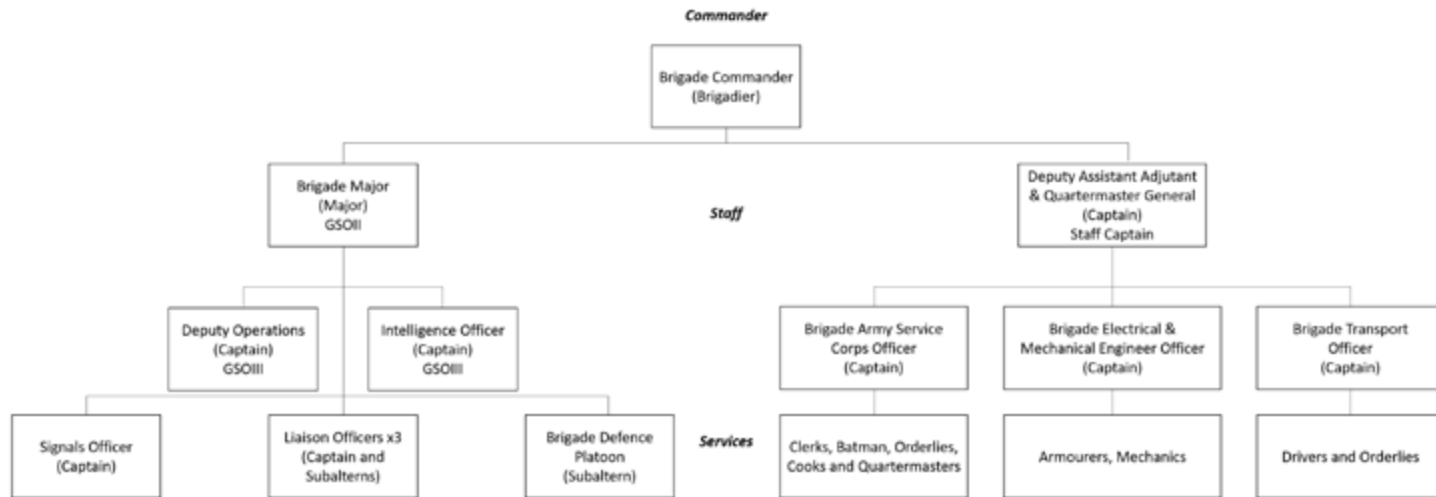 Commander
Brigade Commander
(Brigadier)
Brigade Major
(Major)
GSOII
Staff
Deputy Assistant Adjutant
& Quartermaster General
(Captain)
Staff Captain
Deputy Operations
(Captain)
GSOIII
Intelligence Officer
(Captain)
GSOIII
Brigade Army Service
Corps Officer
(Captain)
Brigade Electrical &
Mechanical Engineer Officer
(Captain)
Brigade Transport
Officer
(Captain)
Signals Officer
(Captain)
Liaison Officers x3
(Captain and
Subalterns)
Brigade Defence
Platoon
(Subaltern)
Services
Clerks, Batman, Orderlies,
Cooks and Quartermasters
Armourers, Mechanics
Drivers and Orderlies